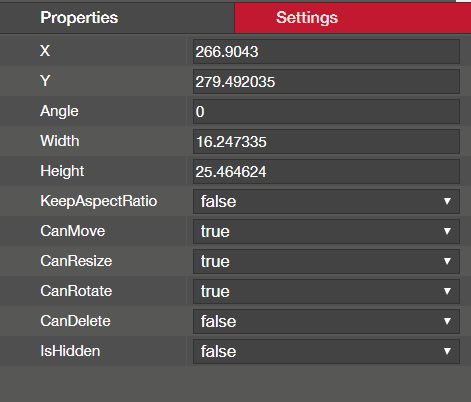 Properties Settings
X 266.9043
Y 279.492035
Angle 0
Width 16.247335
Height 25.464624
KeepAspectRatio false
CanMove true
CanResize true
CanRotate true
CanDelete false
IsHidden false